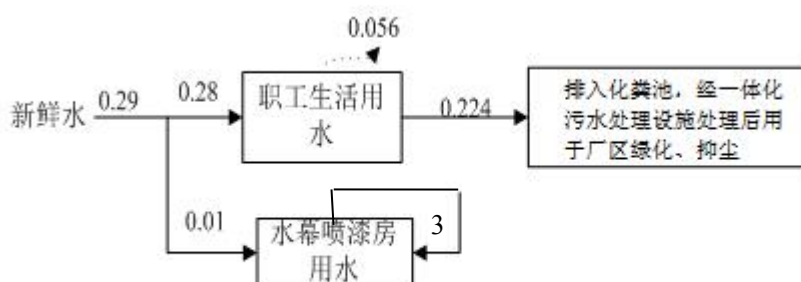 0.056
新鲜水
0.29
0.28
职工生活用
水
0.224
排入化粪池，经一体化
污水处理设施处理后用
于厂区绿化、抑尘
0.01
水幕喷漆房
用水
3